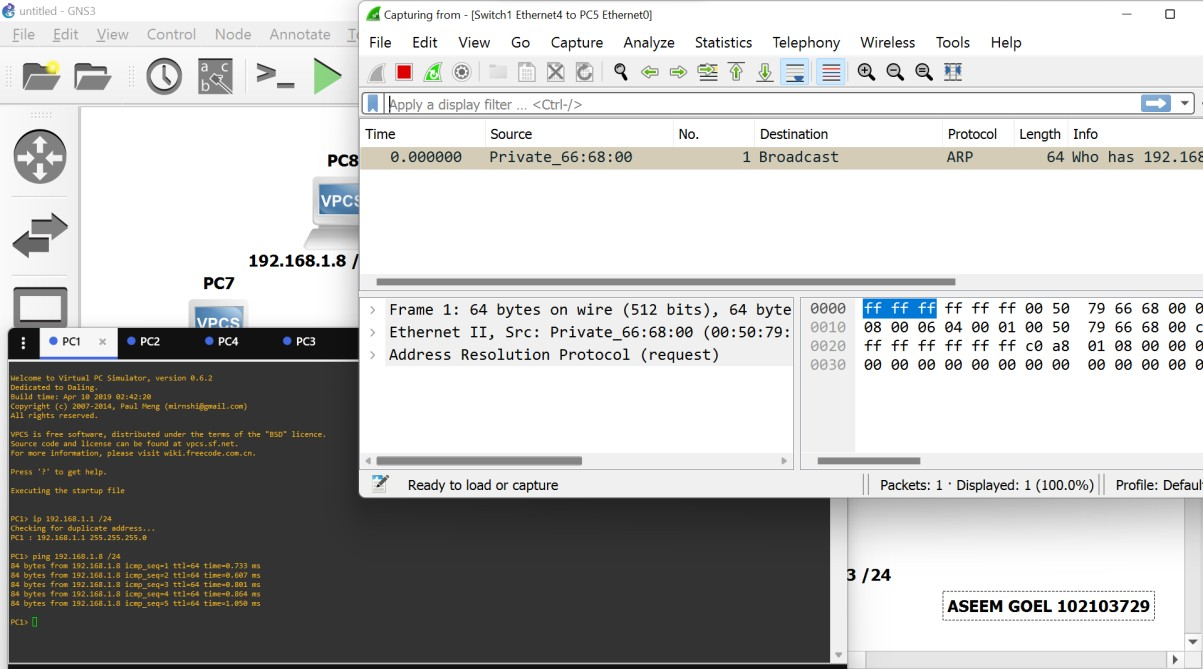 untitled - GNS3
File Edit View Control Node Annotate
PC8
VPCS
192.168.1.8 /
PC7
VPCS
Capturing from - [Switch1 Ethernet4 to PC5 Ethernet0]
File Edit View Go Capture Analyze Statistics Telephony Wireless Tools Help
Apply a display filter ... <Ctrl-/>
Time Source No. Destination Protocol Length Info
0.000000 Private_66:68:00 1 Broadcast ARP 64 Who has 192.168
Frame 1: 64 bytes on wire (512 bits), 64 byte
Ethernet II, Src: Private_66:68:00 (00:50:79:
Address Resolution Protocol (request)
0000 ff ff ff ff ff ff 00 50 79 66 68 00 0
0010 08 00 06 04 00 01 00 50 79 66 68 00 c
0020 ff ff ff ff ff ff c0 a8 01 08 00 00 0
0030 00 00 00 00 00 00 00 00 00 00 00 00 0
Ready to load or capture
Packets: 1 · Displayed: 1 (100.0%)
Profile: Defaul
PC1 × PC2 PC4 PC3
Welcome to Virtual PC Simulator, version 0.6.2
Dedicated to Daling.
Build time: Apr 10 2019 02:42:20
Copyright (c) 2007-2014, Paul Meng (mirnshi@gmail.com)
All rights reserved.
VPCS is free software, distributed under the terms of the "BSD" licence.
Source code and license can be found at vpcs.sf.net.
For more information, please visit wiki.freecode.com.cn.
Press '?' to get help.
Executing the startup file
PC1> ip 192.168.1.1 /24
Checking for duplicate address...
PC1 : 192.168.1.1 255.255.255.0
PC1> ping 192.168.1.8 /24
84 bytes from 192.168.1.8 icmp_seq=1 ttl=64 time=0.733 ms
84 bytes from 192.168.1.8 icmp_seq=2 ttl=64 time=0.607 ms
84 bytes from 192.168.1.8 icmp_seq=3 ttl=64 time=0.801 ms
84 bytes from 192.168.1.8 icmp_seq=4 ttl=64 time=0.864 ms
84 bytes from 192.168.1.8 icmp_seq=5 ttl=64 time=1.050 ms
PC1>
3 /24
ASEEM GOEL 102103729